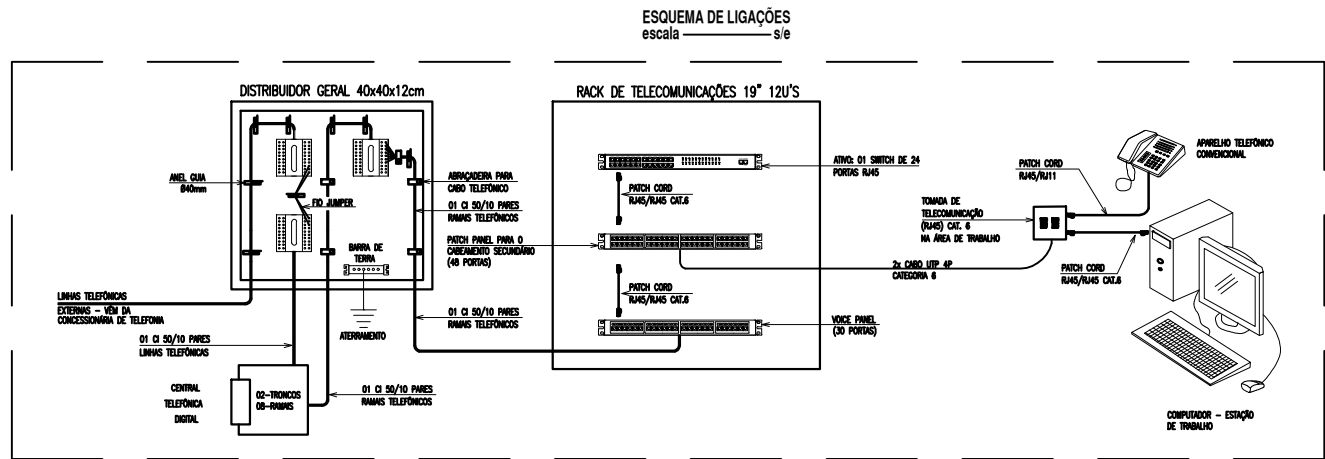 ESQUEMA DE LIGAÇÕES
escala s/e
DISTRIBUIDOR GERAL 40x40x12cm
ANEL GUIA
Ø40mm
FIO JUMPER
BARRA DE
TERRA
ABRAÇADEIRA PARA
CABO TELEFÔNICO
01 CI 50/10 PARES
RAMAIS TELEFÔNICOS
PATCH PANEL PARA O
CABEAMENTO SECUNDÁRIO
(48 PORTAS)
LINHAS TELEFÔNICAS
EXTERNAS - VÊM DA
CONCESSIONÁRIA DE TELEFONIA
ATERRAMENTO
01 CI 50/10 PARES
RAMAIS TELEFÔNICOS
01 CI 50/10 PARES
LINHAS TELEFÔNICAS
CENTRAL
TELEFÔNICA
DIGITAL
02-TRONCOS
08-RAMAIS
01 CI 50/10 PARES
RAMAIS TELEFÔNICOS
RACK DE TELECOMUNICAÇÕES 19" 12U'S
PATCH CORD
RJ45/RJ45 CAT.6
PATCH CORD
RJ45/RJ45 CAT.6
ATIVO: 01 SWITCH DE 24
PORTAS RJ45
VOICE PANEL
(30 PORTAS)
2x CABO UTP 4P
CATEGORIA 6
TOMADA DE
TELECOMUNICAÇÃO
(RJ45) CAT. 6
NA ÁREA DE TRABALHO
PATCH CORD
RJ45/RJ11
APARELHO TELEFÔNICO
CONVENCIONAL
PATCH CORD
RJ45/RJ45 CAT.6
COMPUTADOR - ESTAÇÃO
DE TRABALHO